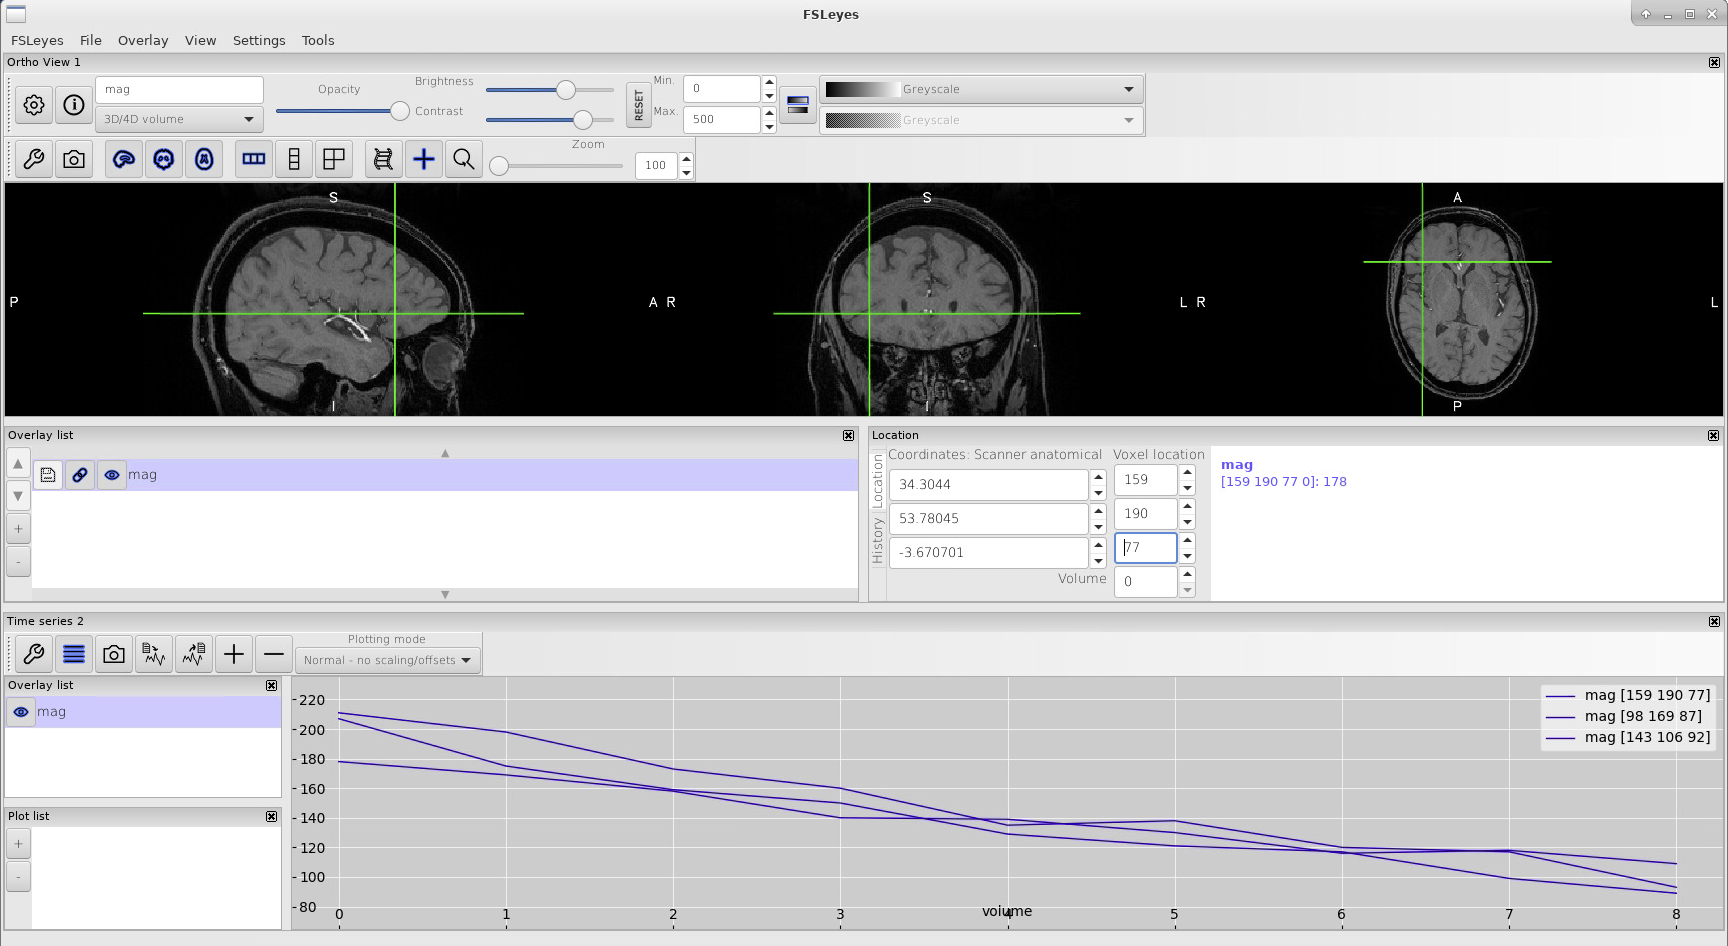 FSLeyes
FSLeyes File Overlay View Settings Tools
Ortho View 1
mag
3D/4D volume
Opacity
Brightness
Contrast
RESET
Min. 0
Max. 500
Greyscale
Greyscale
Zoom
100
S S A
P A R L R L
I I P
Overlay list
mag
+
-
Location
Location
History
Coordinates: Scanner anatomical Voxel location
34.3044 159
53.78045 190
-3.670701 77
Volume 0
mag
[159 190 77 0]: 178
Time series 2
Plotting mode
Normal - no scaling/offsets
Overlay list
mag
Plot list
+
-
220
200
180
160
140
120
100
80
0 1 2 3 4 5 6 7 8
volume
mag [159 190 77]
mag [98 169 87]
mag [143 106 92]